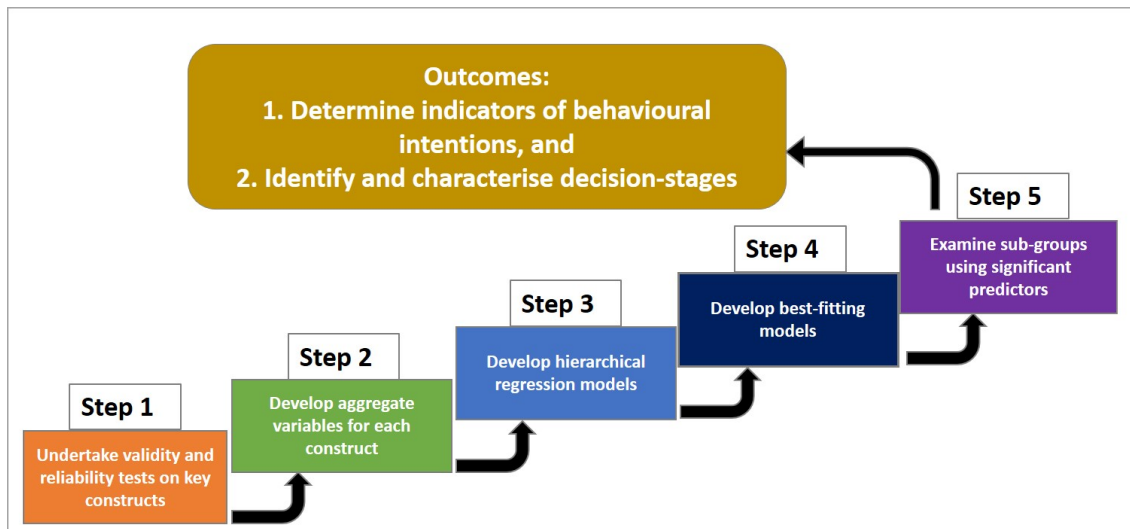 Outcomes:
1. Determine indicators of behavioural
intentions, and
2. Identify and characterise decision-stages
Step 1
Undertake validity and
reliability tests on key
constructs
Step 2
Develop aggregate
variables for each
construct
Step 3
Develop hierarchical
regression models
Step 4
Develop best-fitting
models
Step 5
Examine sub-groups
using significant
predictors